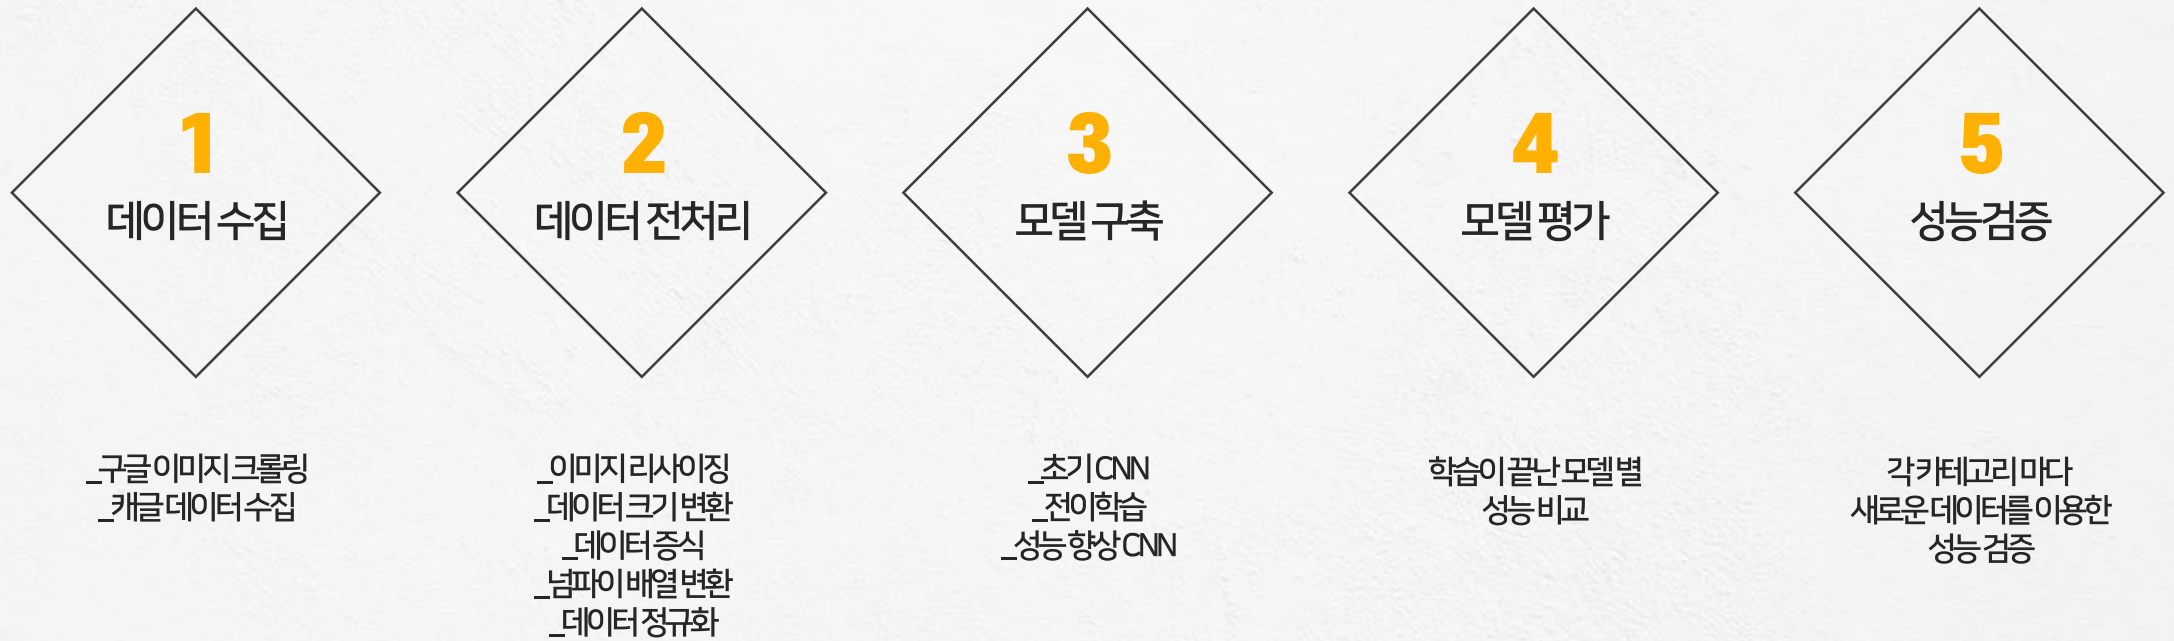 1
데이터 수집
_구글 이미지 크롤링
_캐글 데이터 수집
2
데이터 전처리
_이미지 리사이징
_데이터 크기 변환
_데이터 증식
_넘파이 배열 변환
_데이터 정규화
3
모델 구축
_초기 CNN
_전이학습
_성능 향상 CNN
4
모델 평가
학습이 끝난 모델 별
성능 비교
5
성능검증
각 카테고리 마다
새로운 데이터를 이용한
성능 검증